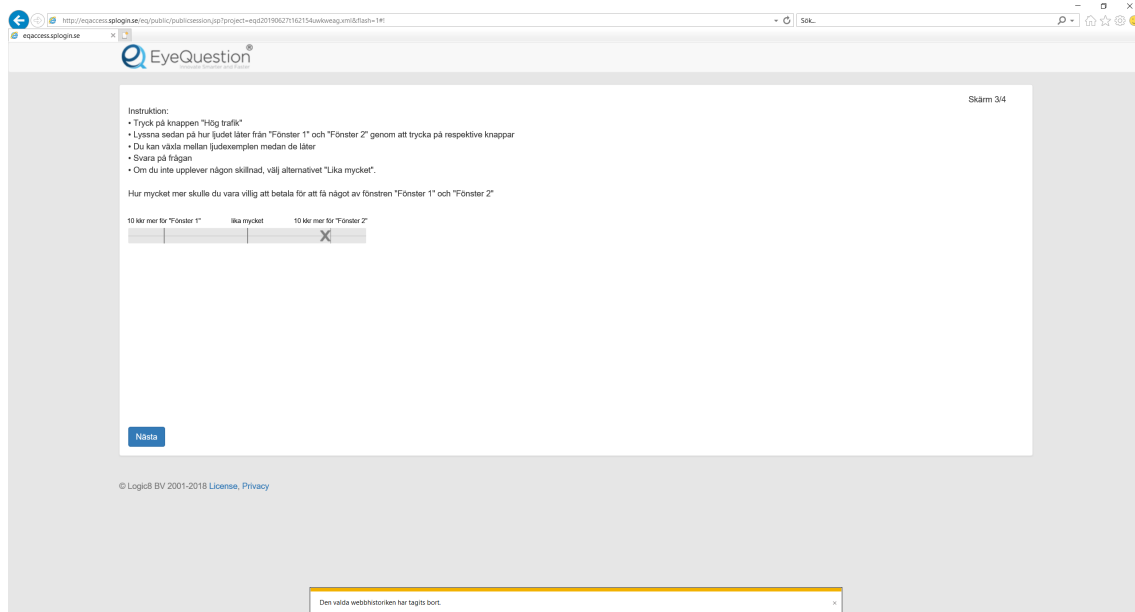 http://eqaccess.splogin.se/eq/public/publicsession.jsp?project=eqd20190627t162154uwkweag.xml&flash=1#!
Sök...
eqaccess.splogin.se
EyeQuestion®
Skärm 3/4
Instruktion:
• Tryck på knappen "Hög trafik"
• Lyssna sedan på hur ljudet låter från "Fönster 1" och "Fönster 2" genom att trycka på respektive knappar
• Du kan växla mellan ljudexemplen medan de låter
• Svara på frågan
• Om du inte upplever någon skillnad, välj alternativet "Lika mycket".
Hur mycket mer skulle du vara villig att betala för att få något av fönstren "Fönster 1" och "Fönster 2"
10 kkr mer för "Fönster 1" lika mycket 10 kkr mer för "Fönster 2"
X
Nästa
© Logic8 BV 2001-2018 License, Privacy
Den valda webbhistoriken har tagits bort.